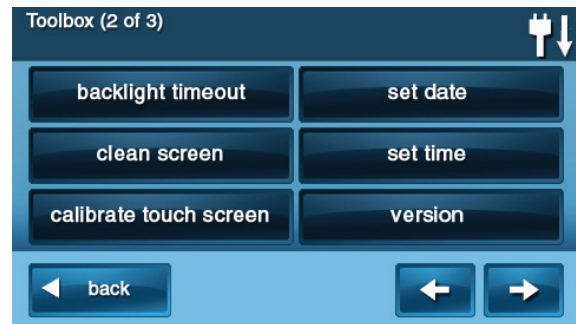 Toolbox (2 of 3)
backlight timeout
set date
clean screen
set time
calibrate touch screen
version
back